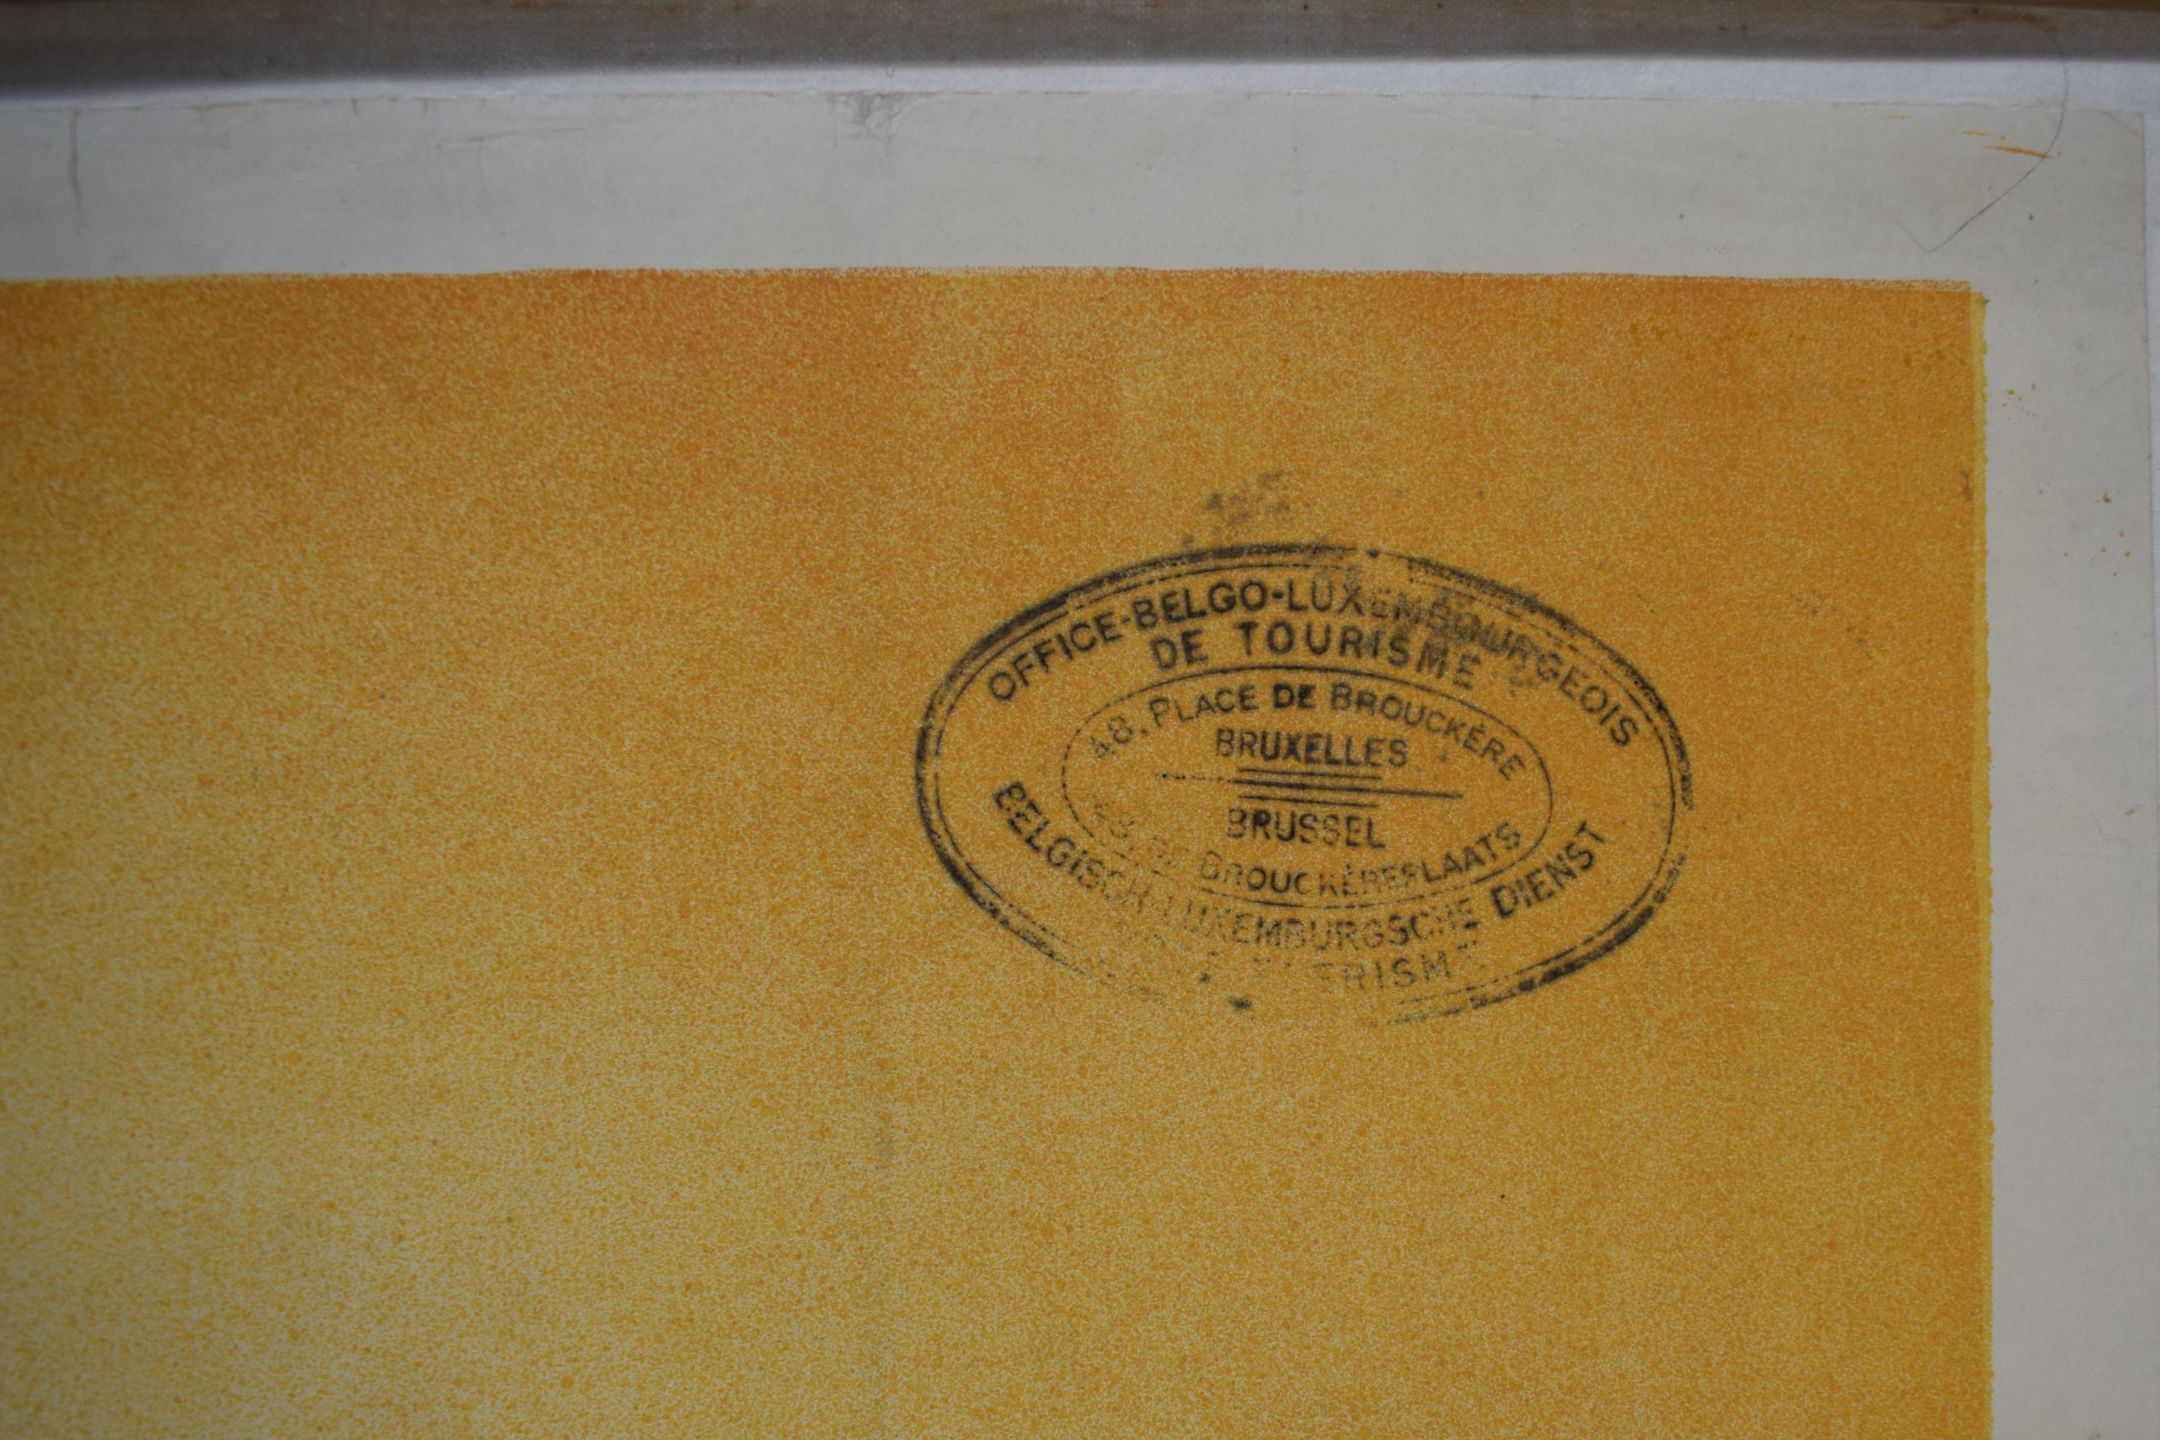 OFFICE-BELGO-LUXEMBOURGEOIS
DE TOURISME
48, PLACE DE BROUCKÈRE
BRUXELLES
BRUSSEL
BROUCKÈREPLAATS
BELGISCH-LUXEMBURGSCHE DIENST